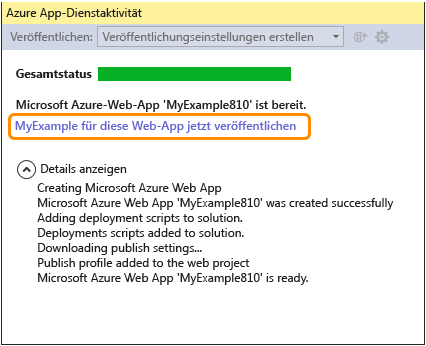 Azure App-Dienstaktivität
Veröffentlichen: Veröffentlichungseinstellungen erstellen
Gesamtstatus
Microsoft Azure-Web-App 'MyExample810' ist bereit.
MyExample für diese Web-App jetzt veröffentlichen
Details anzeigen
Creating Microsoft Azure Web App
Microsoft Azure Web App 'MyExample810' was created successfully
Adding deployment scripts to solution.
Deployments scripts added to solution.
Downloading publish settings...
Publish profile added to the web project
Microsoft Azure Web App 'MyExample810' is ready.